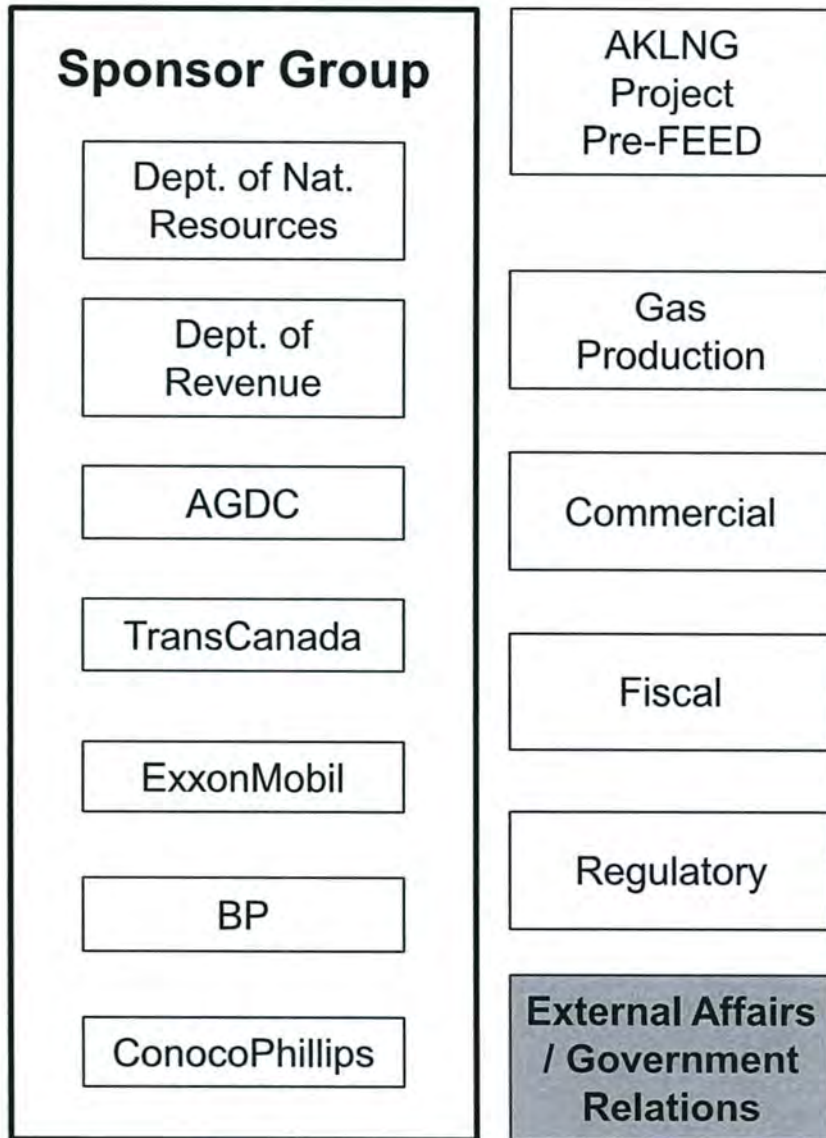 Sponsor Group
Dept. of Nat.
Resources
Dept. of
Revenue
AGDC
TransCanada
ExxonMobil
BP
ConocoPhillips
AKLNG
Project
Pre-FEED
Gas
Production
Commercial
Fiscal
Regulatory
External Affairs
/ Government
Relations